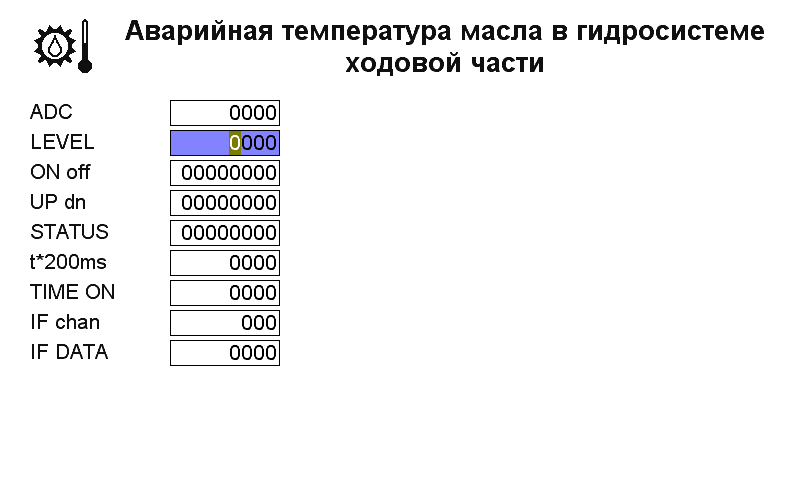 Аварийная температура масла в гидросистеме
ходовой части
ADC 0000
LEVEL 0000
ON off 00000000
UP dn 00000000
STATUS 00000000
t*200ms 0000
TIME ON 0000
IF chan 000
IF DATA 0000